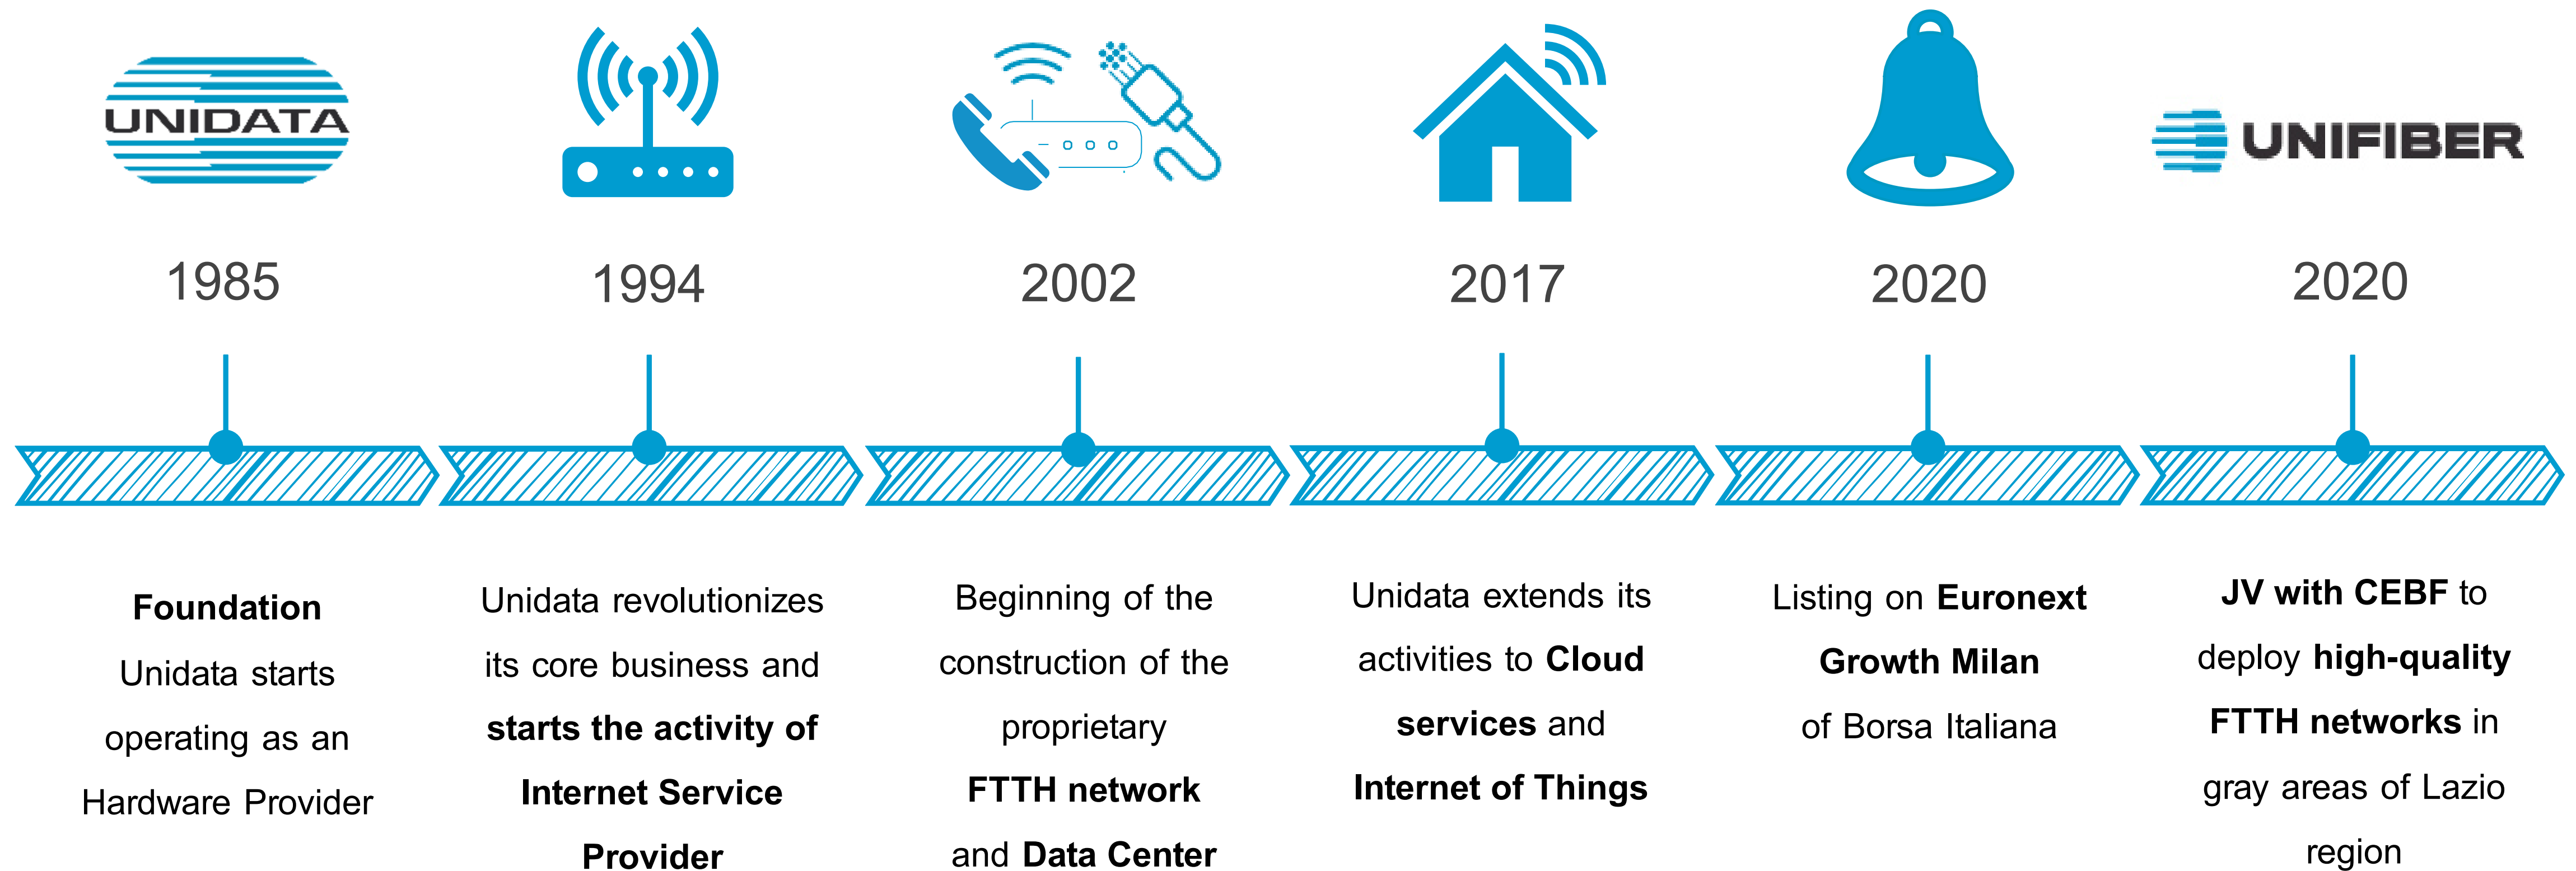 UNIDATA
UNIFIBER
1985
1994
2002
2017
2020
2020
Foundation
Unidata starts
operating as an
Hardware Provider
Unidata revolutionizes
its core business and
starts the activity of
Internet Service
Provider
Beginning of the
construction of the
proprietary
FTTH network
and Data Center
Unidata extends its
activities to Cloud
services and
Internet of Things
Listing on Euronext
Growth Milan
of Borsa Italiana
JV with CEBF to
deploy high-quality
FTTH networks in
gray areas of Lazio
region